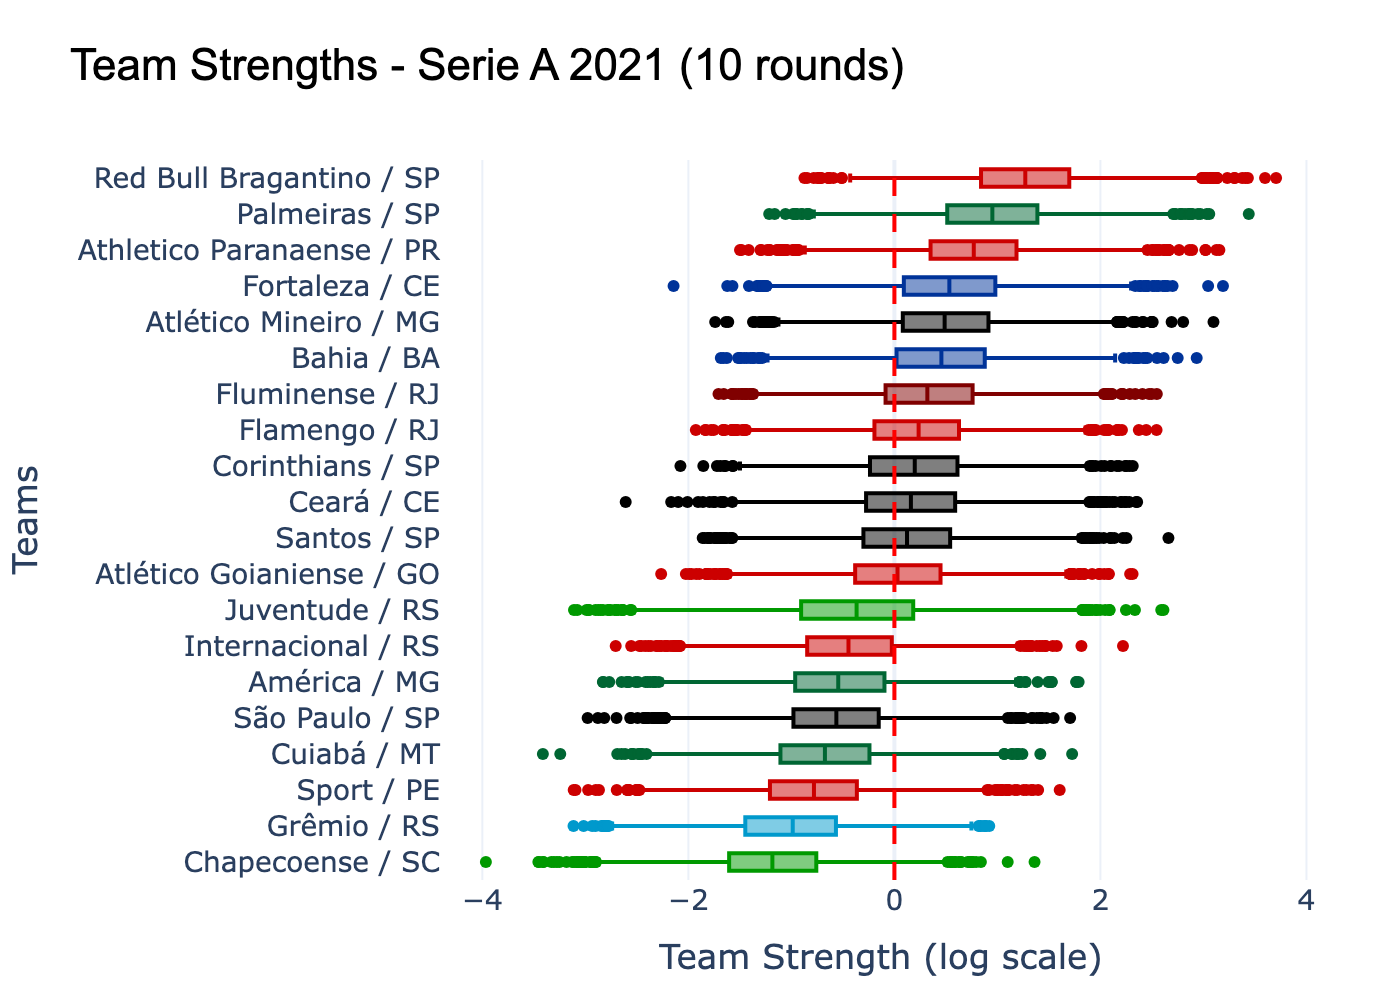 Team Strengths - Serie A 2021 (10 rounds)
Teams
Red Bull Bragantino / SP
Palmeiras / SP
Athletico Paranaense / PR
Fortaleza / CE
Atlético Mineiro / MG
Bahia / BA
Fluminense / RJ
Flamengo / RJ
Corinthians / SP
Ceará / CE
Santos / SP
Atlético Goianiense / GO
Juventude / RS
Internacional / RS
América / MG
São Paulo / SP
Cuiabá / MT
Sport / PE
Grêmio / RS
Chapecoense / SC
−4 −2 0 2 4
Team Strength (log scale)